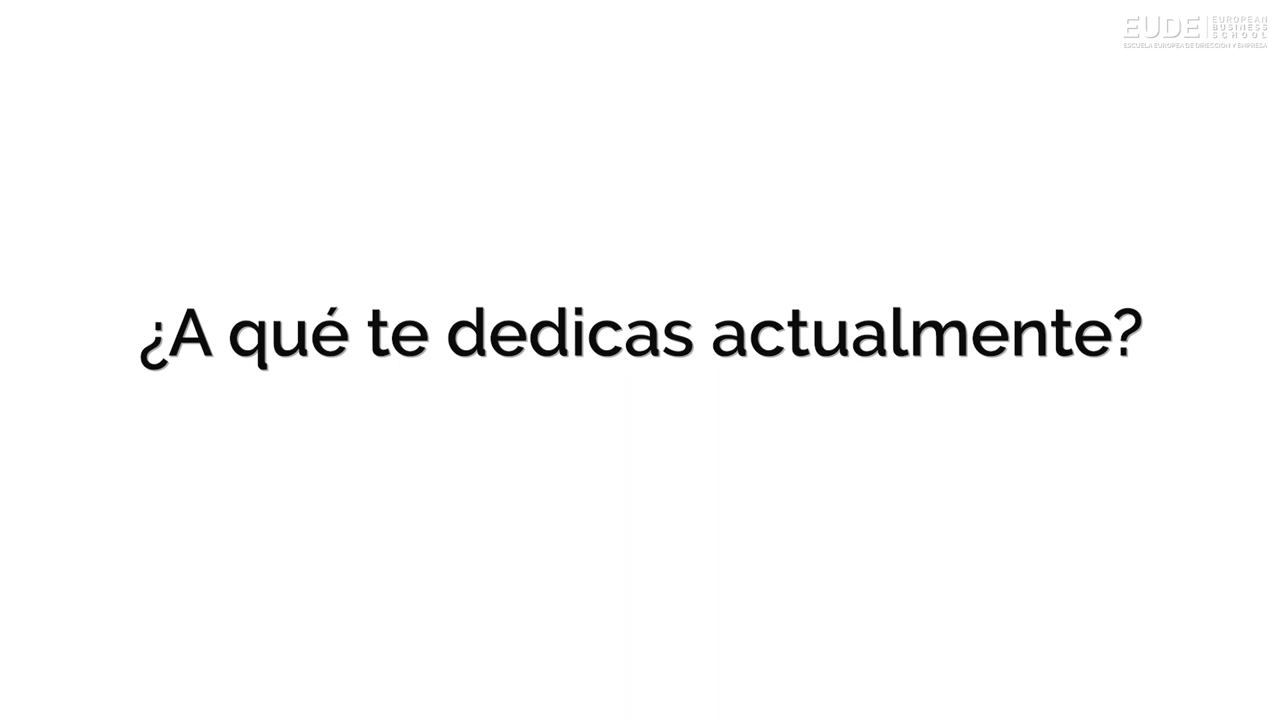 EUDE
EUROPEAN
BUSINESS
SCHOOL
ESCUELA EUROPEA DE DIRECCIÓN Y EMPRESA
¿A qué te dedicas actualmente?